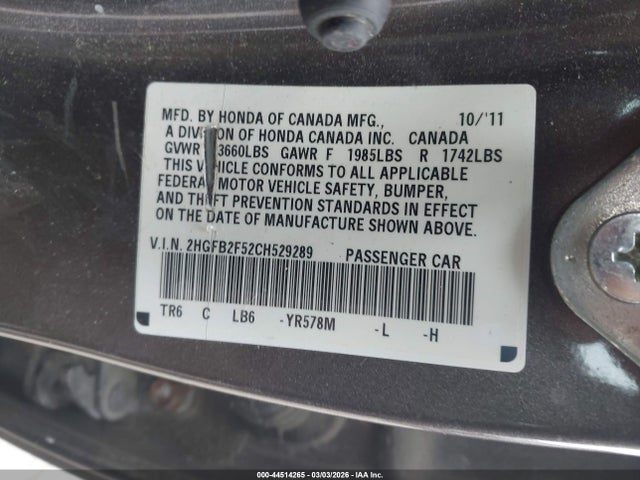 MFD. BY HONDA OF CANADA MFG., 10/'11
A DIVISION OF HONDA CANADA INC. CANADA
GVWR 3660LBS GAWR F 1985LBS R 1742LBS
THIS VEHICLE CONFORMS TO ALL APPLICABLE
FEDERAL MOTOR VEHICLE SAFETY, BUMPER,
AND THEFT PREVENTION STANDARDS IN EFFECT
ON THE DATE OF MANUFACTURE SHOWN ABOVE.
V.I.N. 2HGFB2F52CH529289 PASSENGER CAR
TR6 C LB6 -YR578M -L -H
000-44514265 - 03/03/2026 - IAA Inc.